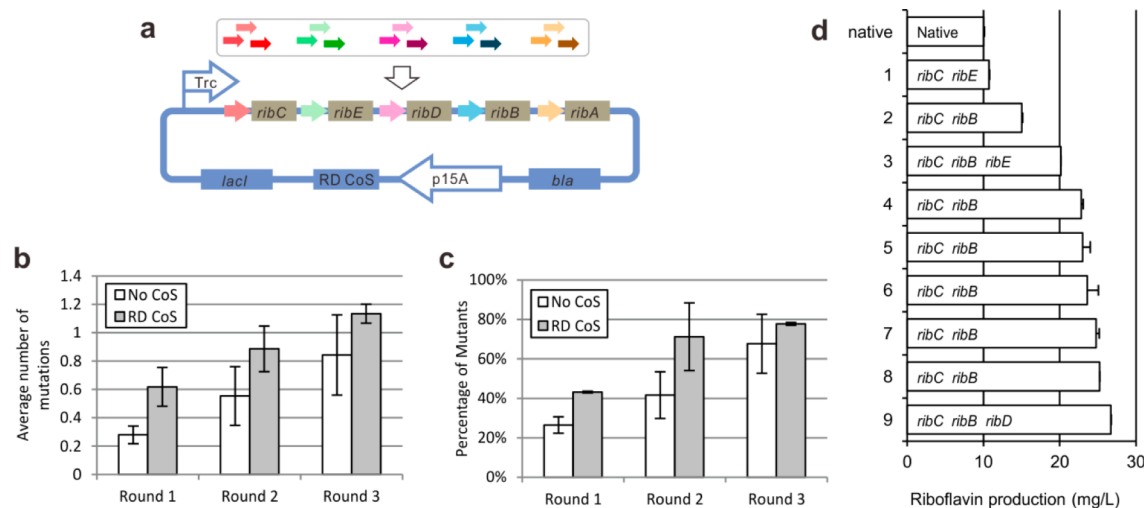 a
Trc
ribC
ribE
ribD
ribB
ribA
lacI
RD CoS
p15A
bla
b
Average number of
mutations
1.4
1.2
1
0.8
0.6
0.4
0.2
0
No CoS
RD CoS
Round 1
Round 2
Round 3
c
Percentage of Mutants
100%
80%
60%
40%
20%
0%
No CoS
RD CoS
Round 1
Round 2
Round 3
d
native
Native
1
ribC ribE
2
ribC ribB
3
ribC ribB ribE
4
ribC ribB
5
ribC ribB
6
ribC ribB
7
ribC ribB
8
ribC ribB
9
ribC ribB ribD
0
10
20
30
Riboflavin production (mg/L)